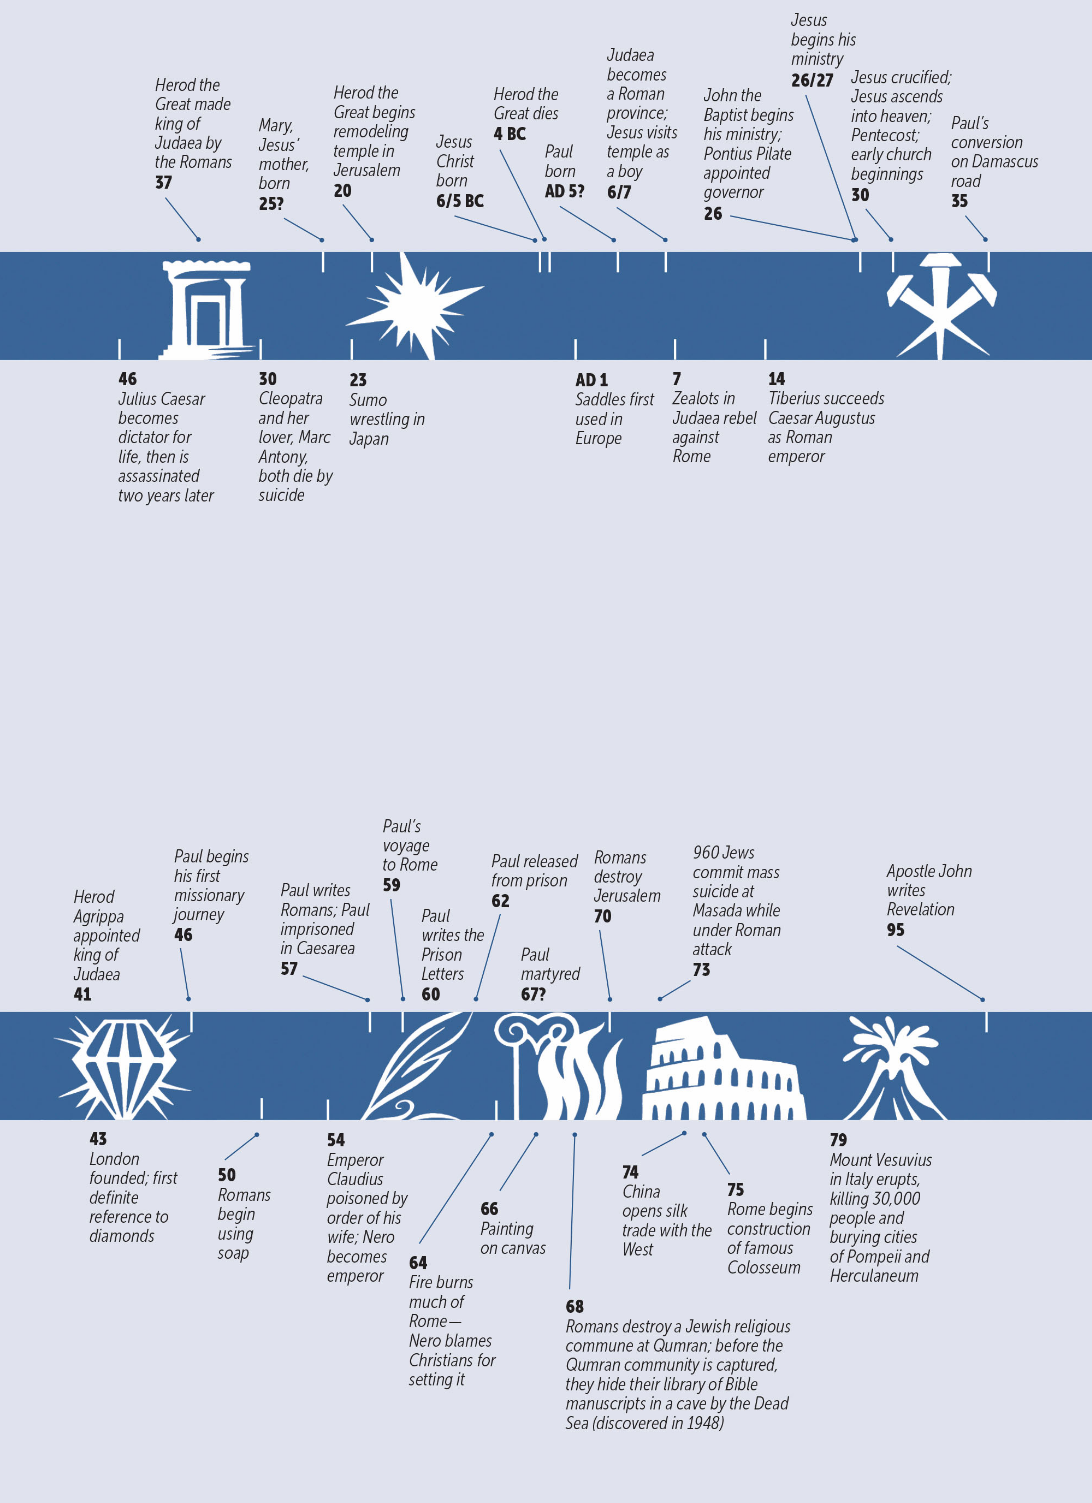 Herod the
Great made
king of
Judaea by
the Romans
37
Mary,
Jesus'
mother,
born
25?
Herod the
Great begins
remodeling
temple in
Jerusalem
20
Jesus
Christ
born
6/5 BC
Herod the
Great dies
4 BC
Paul
born
AD 5?
Judaea
becomes
a Roman
province;
Jesus visits
temple as
a boy
6/7
John the
Baptist begins
his ministry;
Pontius Pilate
appointed
governor
26
Jesus
begins his
ministry
26/27
Jesus crucified;
Jesus ascends
into heaven;
Pentecost;
early church
beginnings
30
Paul's
conversion
on Damascus
road
35
46
Julius Caesar
becomes
dictator for
life, then is
assassinated
two years later
30
Cleopatra
and her
lover, Marc
Antony,
both die by
suicide
23
Sumo
wrestling in
Japan
AD 1
Saddles first
used in
Europe
7
Zealots in
Judaea rebel
against
Rome
14
Tiberius succeeds
Caesar Augustus
as Roman
emperor
Herod
Agrippa
appointed
king of
Judaea
41
Paul begins
his first
missionary
journey
46
Paul writes
Romans; Paul
imprisoned
in Caesarea
57
Paul's
voyage
to Rome
59
Paul
writes the
Prison
Letters
60
Paul released
from prison
62
Paul
martyred
67?
Romans
destroy
Jerusalem
70
960 Jews
commit mass
suicide at
Masada while
under Roman
attack
73
Apostle John
writes
Revelation
95
43
London
founded; first
definite
reference to
diamonds
50
Romans
begin
using
soap
54
Emperor
Claudius
poisoned by
order of his
wife; Nero
becomes
emperor
64
Fire burns
much of
Rome—
Nero blames
Christians for
setting it
66
Painting
on canvas
68
Romans destroy a Jewish religious
commune at Qumran; before the
Qumran community is captured,
they hide their library of Bible
manuscripts in a cave by the Dead
Sea (discovered in 1948)
74
China
opens silk
trade with the
West
75
Rome begins
construction
of famous
Colosseum
79
Mount Vesuvius
in Italy erupts,
killing 30,000
people and
burying cities
of Pompeii and
Herculaneum